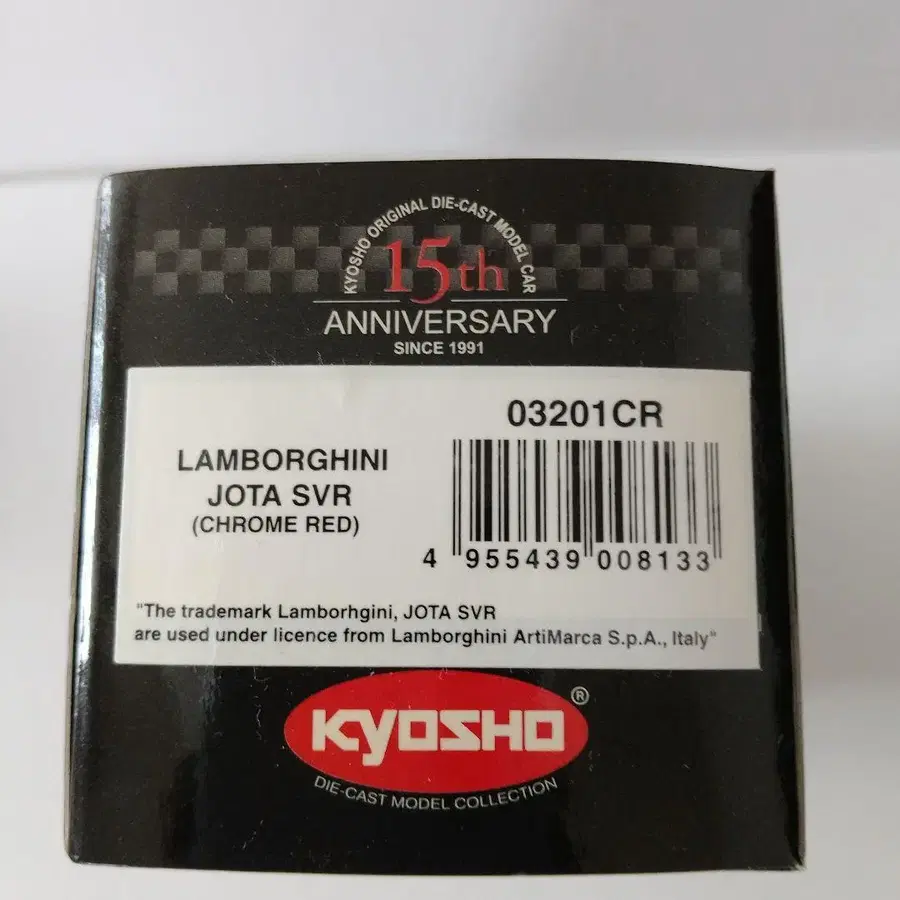 KYOSHO ORIGINAL DIE-CAST MODEL CAR
15th
ANNIVERSARY
SINCE 1991
03201CR
LAMBORGHINI
JOTA SVR
(CHROME RED)
4 955439 008133
"The trademark Lamborhgini, JOTA SVR
are used under licence from Lamborghini ArtiMarca S.p.A., Italy"
KYOSHO ®
DIE-CAST MODEL COLLECTION